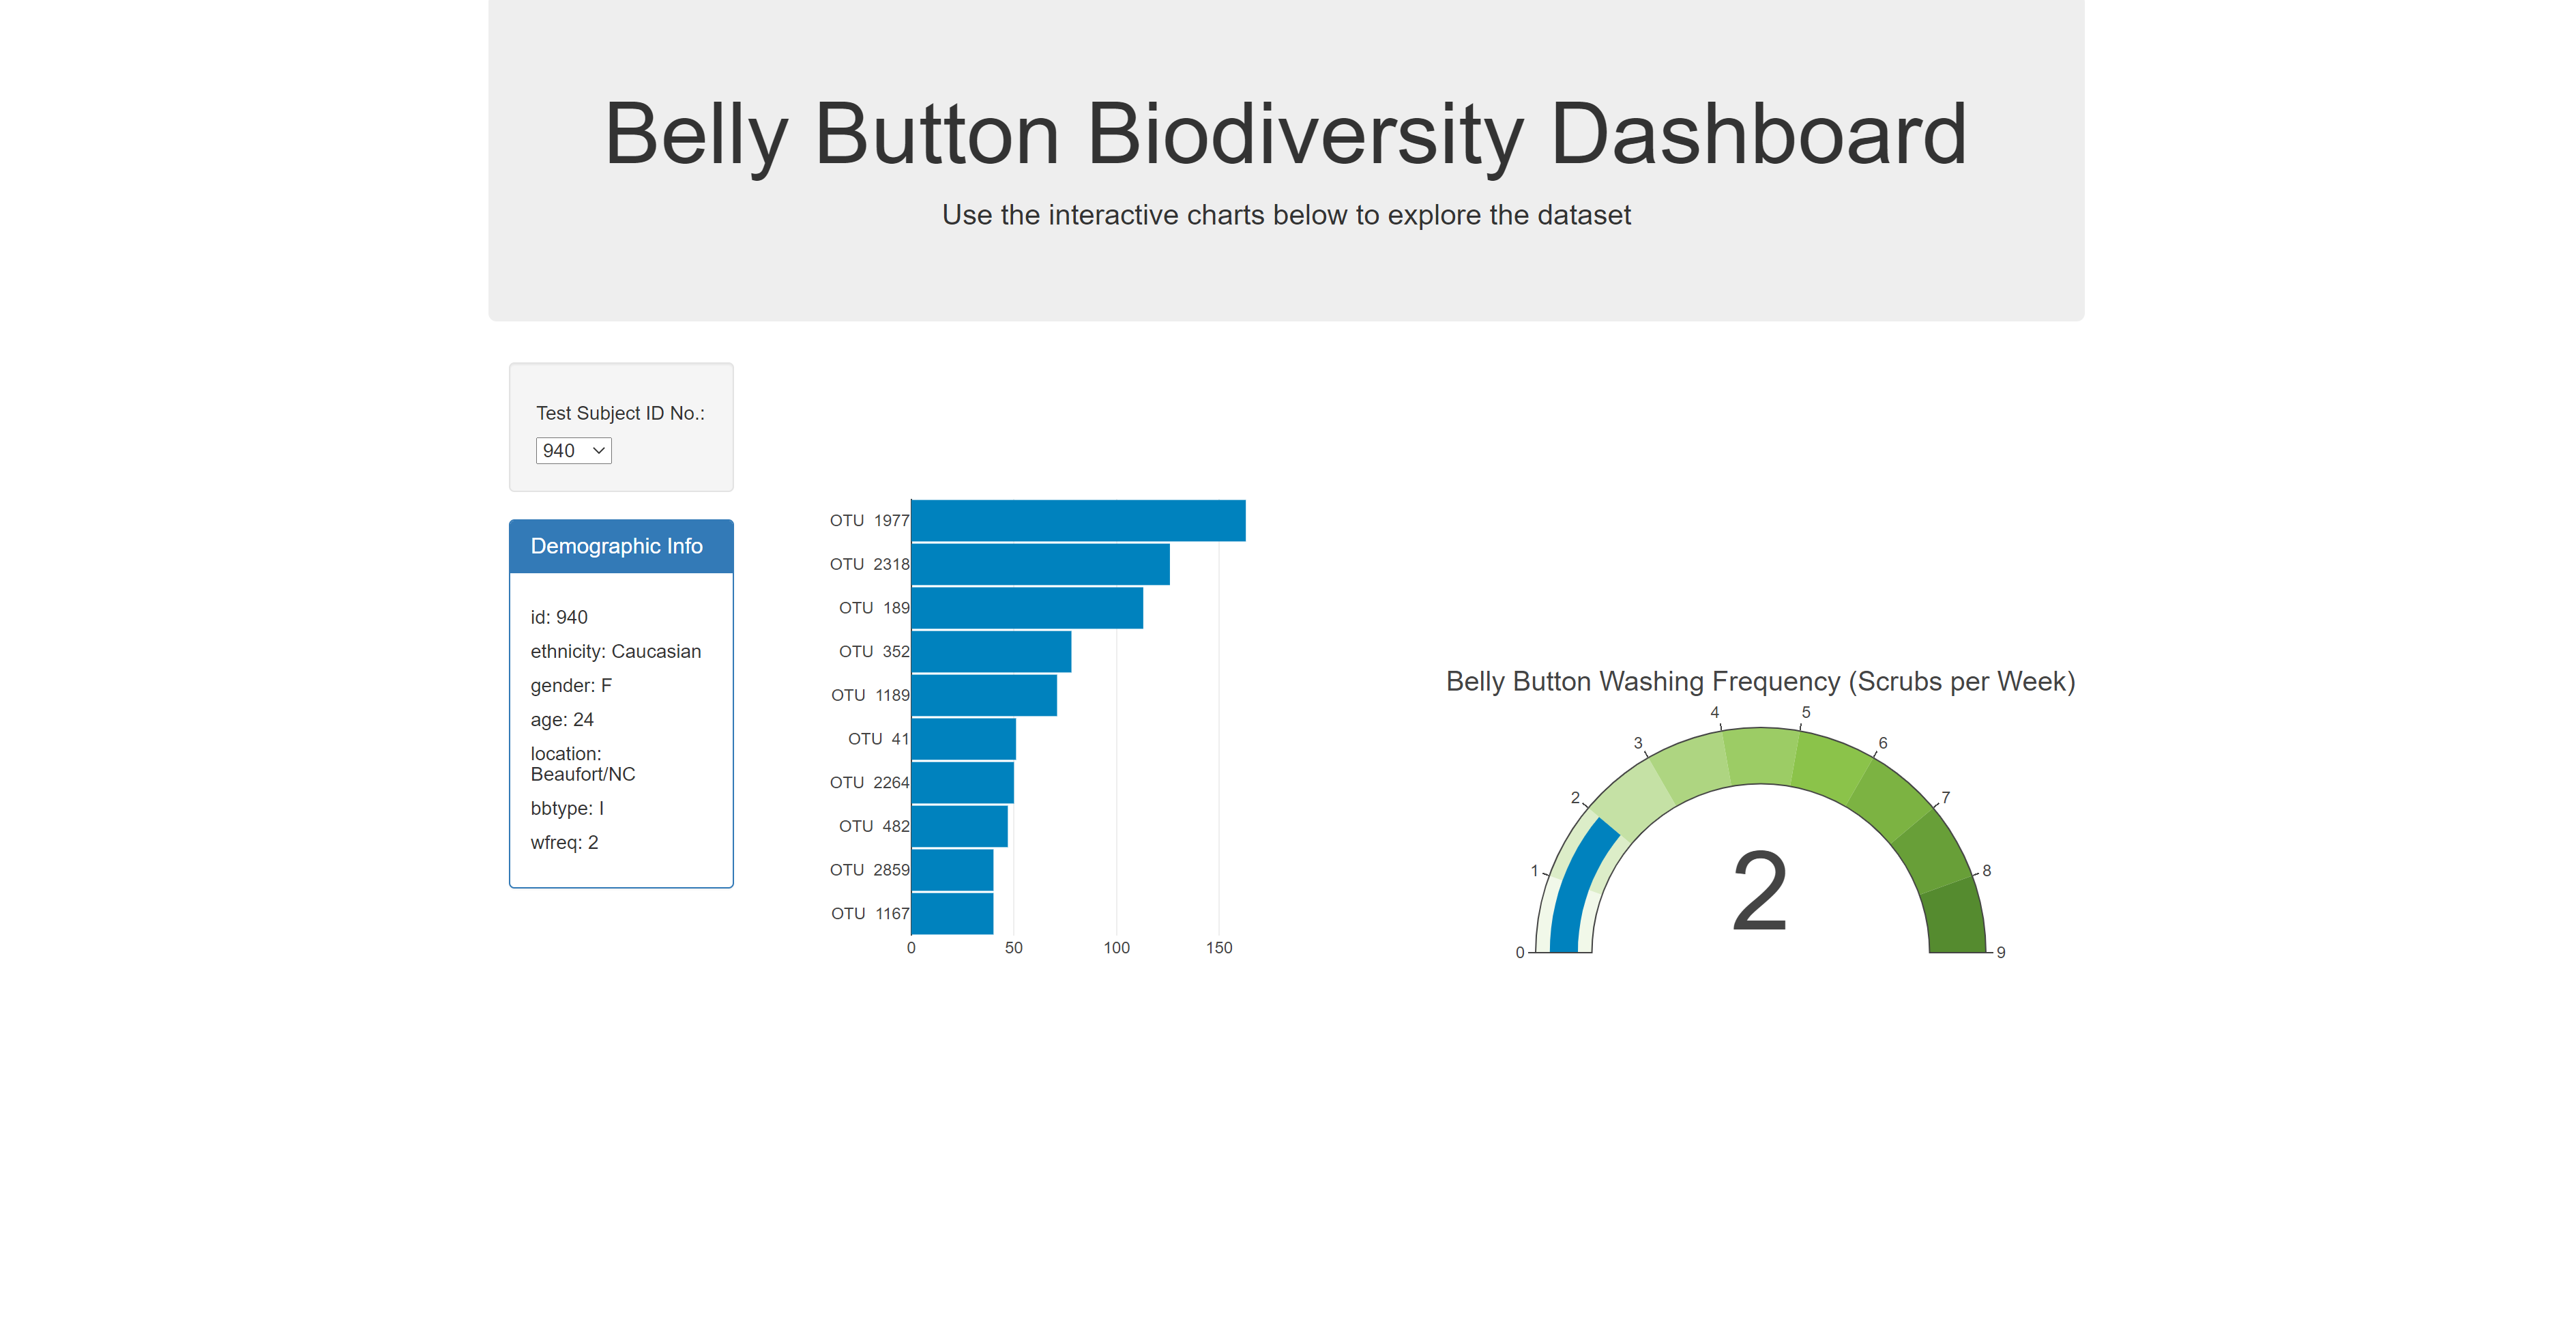 Belly Button Biodiversity Dashboard
Use the interactive charts below to explore the dataset
Test Subject ID No.:
940
Demographic Info
id: 940
ethnicity: Caucasian
gender: F
age: 24
location:
Beaufort/NC
bbtype: I
wfreq: 2
OTU 1977
OTU 2318
OTU 189
OTU 352
OTU 1189
OTU 41
OTU 2264
OTU 482
OTU 2859
OTU 1167
0 50 100 150
Belly Button Washing Frequency (Scrubs per Week)
0
1
2
3
4
5
6
7
8
9
2